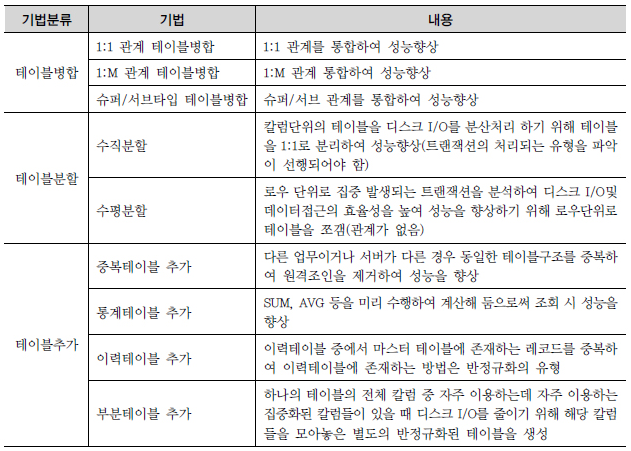 기법분류 기법 내용
테이블병합
1:1 관계 테이블병합 1:1 관계를 통합하여 성능향상
1:M 관계 테이블병합 1:M 관계 통합하여 성능향상
슈퍼/서브타입 테이블병합 슈퍼/서브 관계를 통합하여 성능향상
테이블분할
수직분할
칼럼단위의 테이블을 디스크 I/O를 분산처리 하기 위해 테이블
을 1:1로 분리하여 성능향상(트랜잭션의 처리되는 유형을 파악
이 선행되어야 함)
수평분할
로우 단위로 집중 발생되는 트랜잭션을 분석하여 디스크 I/O및
데이터접근의 효율성을 높여 성능을 향상하기 위해 로우단위로
테이블을 쪼갬(관계가 없음)
테이블추가
중복테이블 추가
다른 업무이거나 서버가 다른 경우 동일한 테이블구조를 중복하
여 원격조인을 제거하여 성능을 향상
통계테이블 추가
SUM, AVG 등을 미리 수행하여 계산해 둠으로써 조회 시 성능을
향상
이력테이블 추가
이력테이블 중에서 마스터 테이블에 존재하는 레코드를 중복하
여 이력테이블에 존재하는 방법은 반정규화의 유형
부분테이블 추가
하나의 테이블의 전체 칼럼 중 자주 이용하는데 자주 이용하는
집중화된 칼럼들이 있을 때 디스크 I/O를 줄이기 위해 해당 칼럼
들을 모아놓은 별도의 반정규화된 테이블을 생성